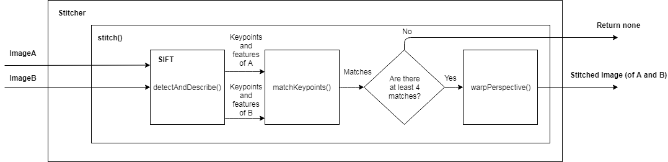 Stitcher
stitch()
No
Return none
ImageA
ImageB
SIFT
detectAndDescribe()
Keypoints
and
features
of A
Keypoints
and
features
of B
matchKeypoints()
Matches
Are there
at least 4
matches?
Yes
warpPerspective()
Stitched Image (of A and B)